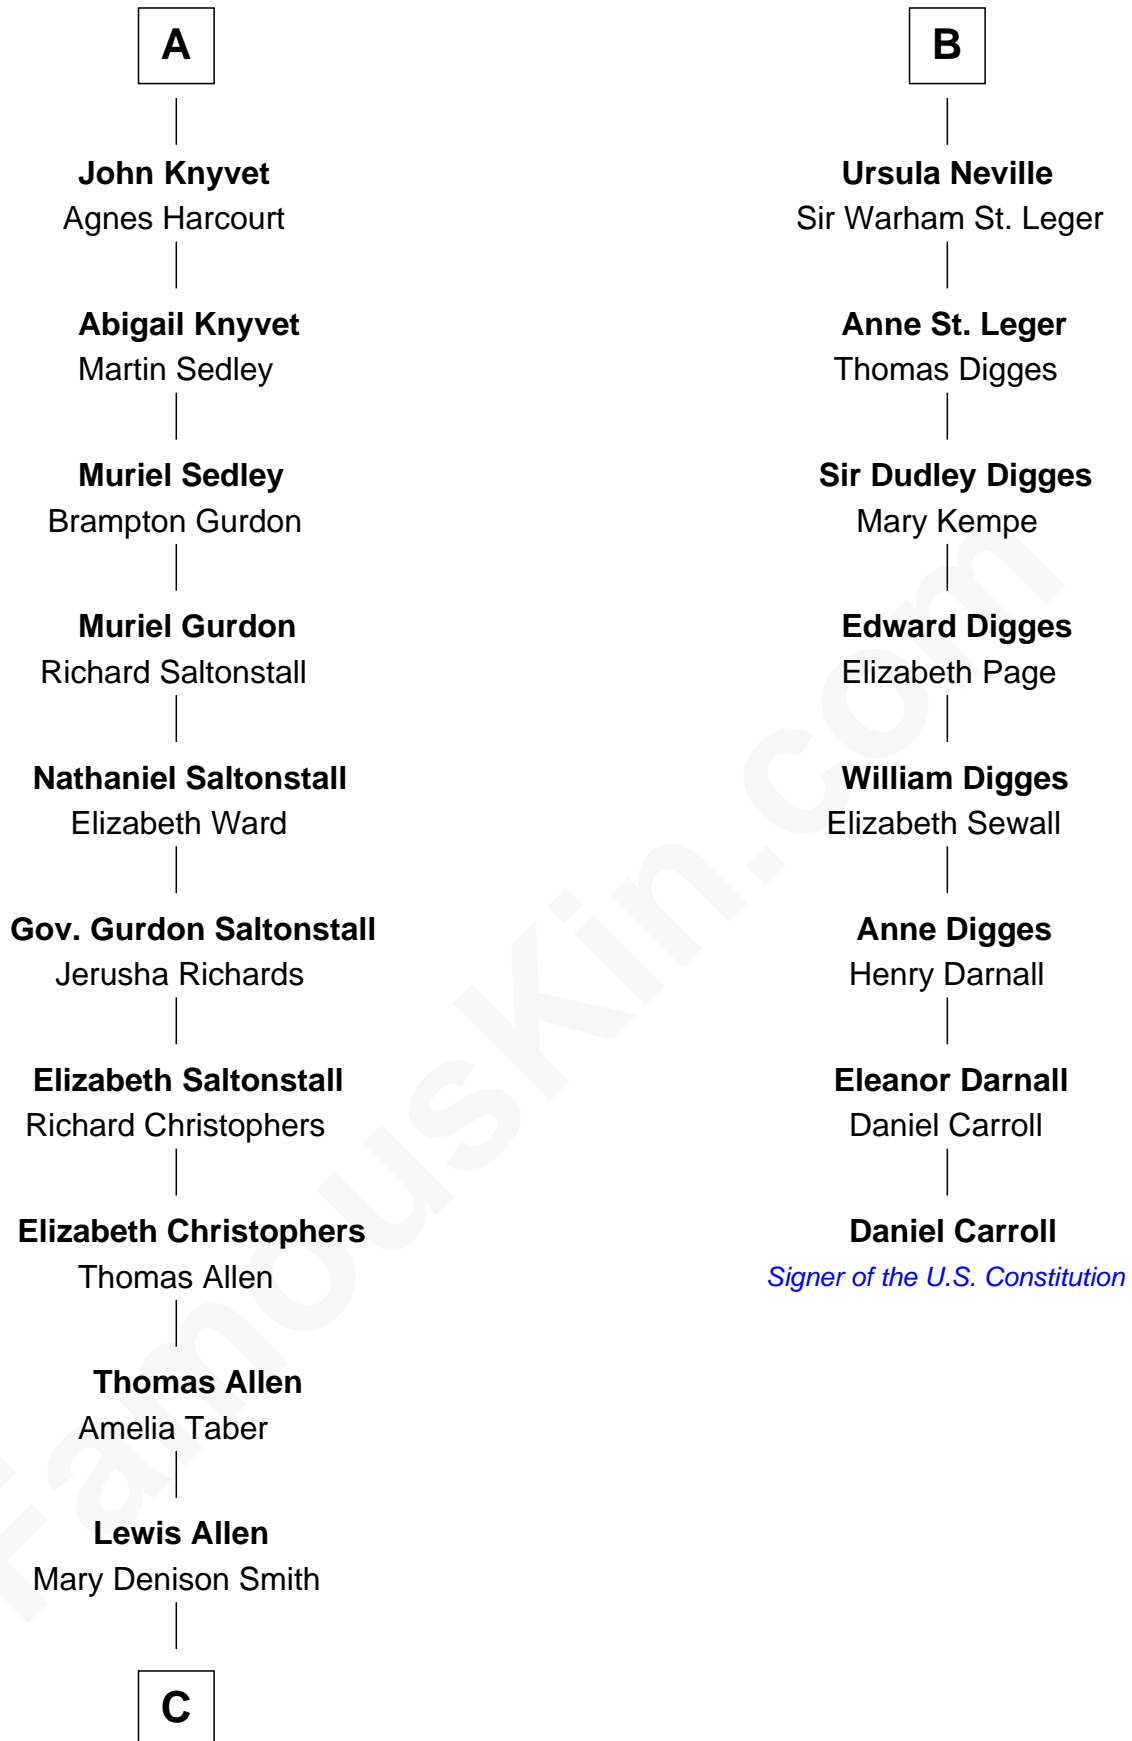 A
John Knyvet
Agnes Harcourt
Abigail Knyvet
Martin Sedley
Muriel Sedley
Brampton Gurdon
Muriel Gurdon
Richard Saltonstall
Nathaniel Saltonstall
Elizabeth Ward
Gov. Gurdon Saltonstall
Jerusha Richards
Elizabeth Saltonstall
Richard Christophers
Elizabeth Christophers
Thomas Allen
Thomas Allen
Amelia Taber
Lewis Allen
Mary Denison Smith
C
B
Ursula Neville
Sir Warham St. Leger
Anne St. Leger
Thomas Digges
Sir Dudley Digges
Mary Kempe
Edward Digges
Elizabeth Page
William Digges
Elizabeth Sewall
Anne Digges
Henry Darnall
Eleanor Darnall
Daniel Carroll
Daniel Carroll
Signer of the U.S. Constitution
FamousKin.com